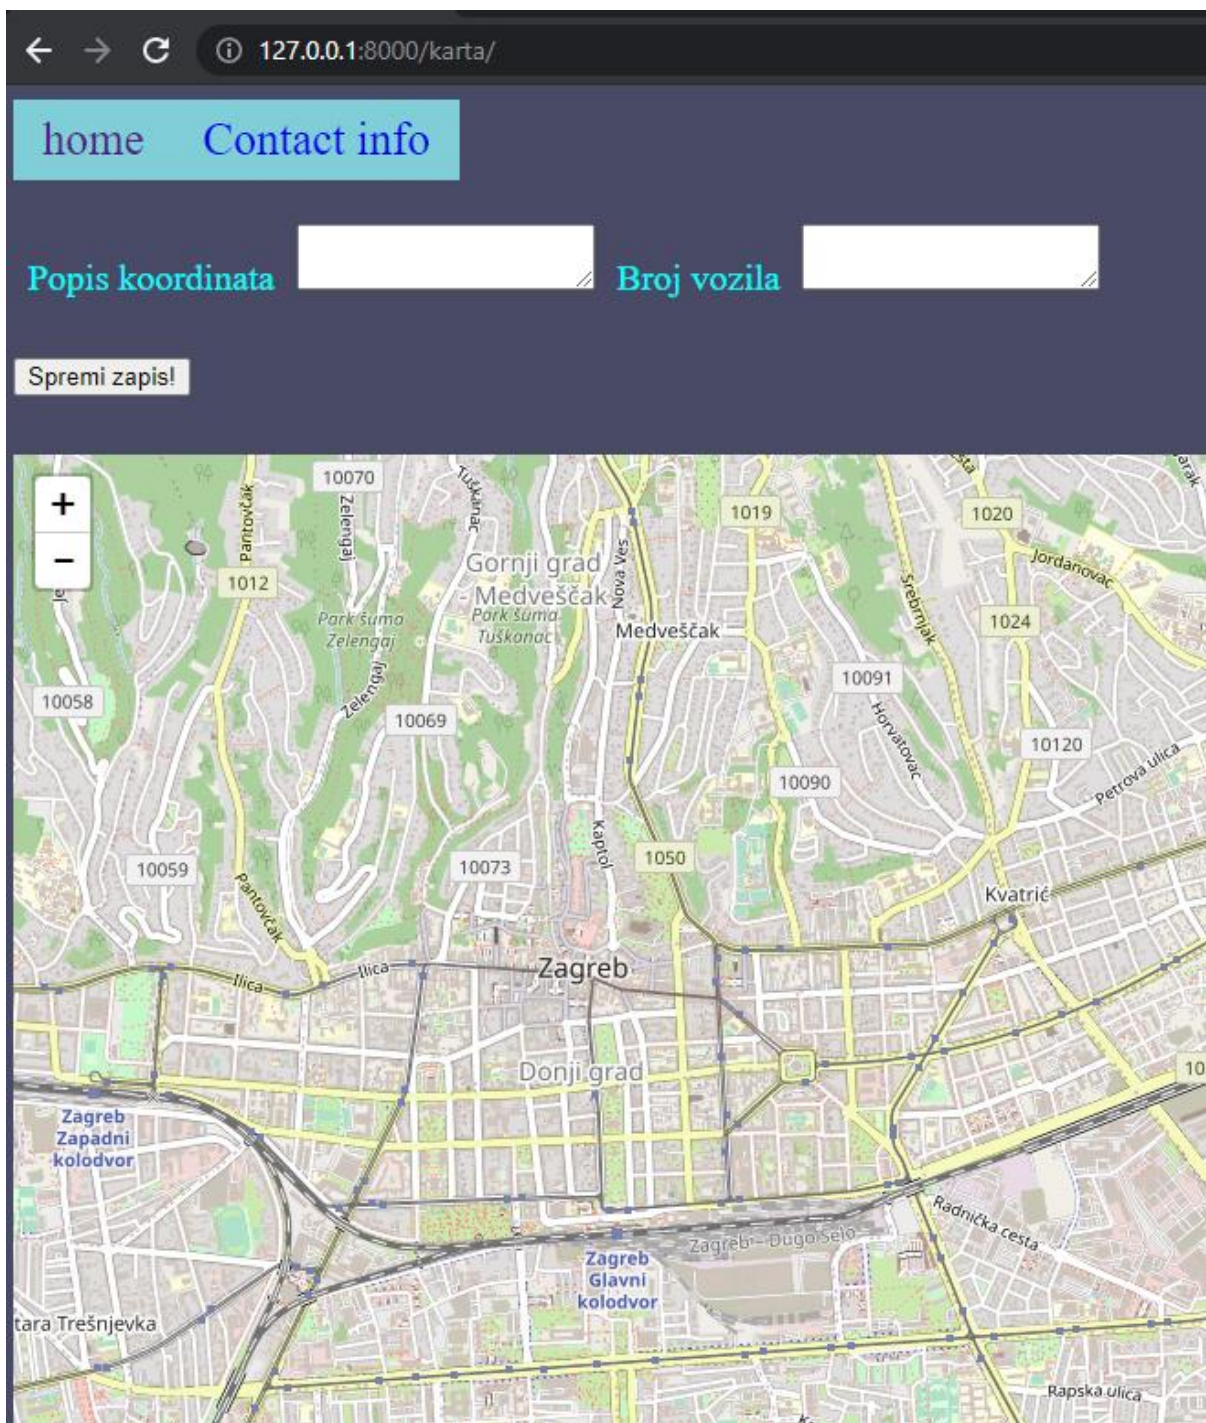 127.0.0.1:8000/karta/
home Contact info
Popis koordinata Broj vozila
Spremi zapis!
+
−
10070
Zelengaj
Tuškanac
Pantovčak
1012
Gornji grad
- Medveščak
Park šuma
Tuškanac
Nova Ves
1019
1020
Jordanovac
Srebrnjak
1024
Park šuma
Zelengaj
Medveščak
10058
Zelengaj
10069
10091
Horvatovac
10120
10090
Petrova ulica
Kaptol
1050
10059
10073
Pantovčak
Kvatrić
Ilica
Ilica
Zagreb
Donji grad
10
Zagreb
Zapadni
kolodvor
Radnička cesta
Zagreb - Dugo Selo
Zagreb
Glavni
kolodvor
tara Trešnjevka
Rapska ulica